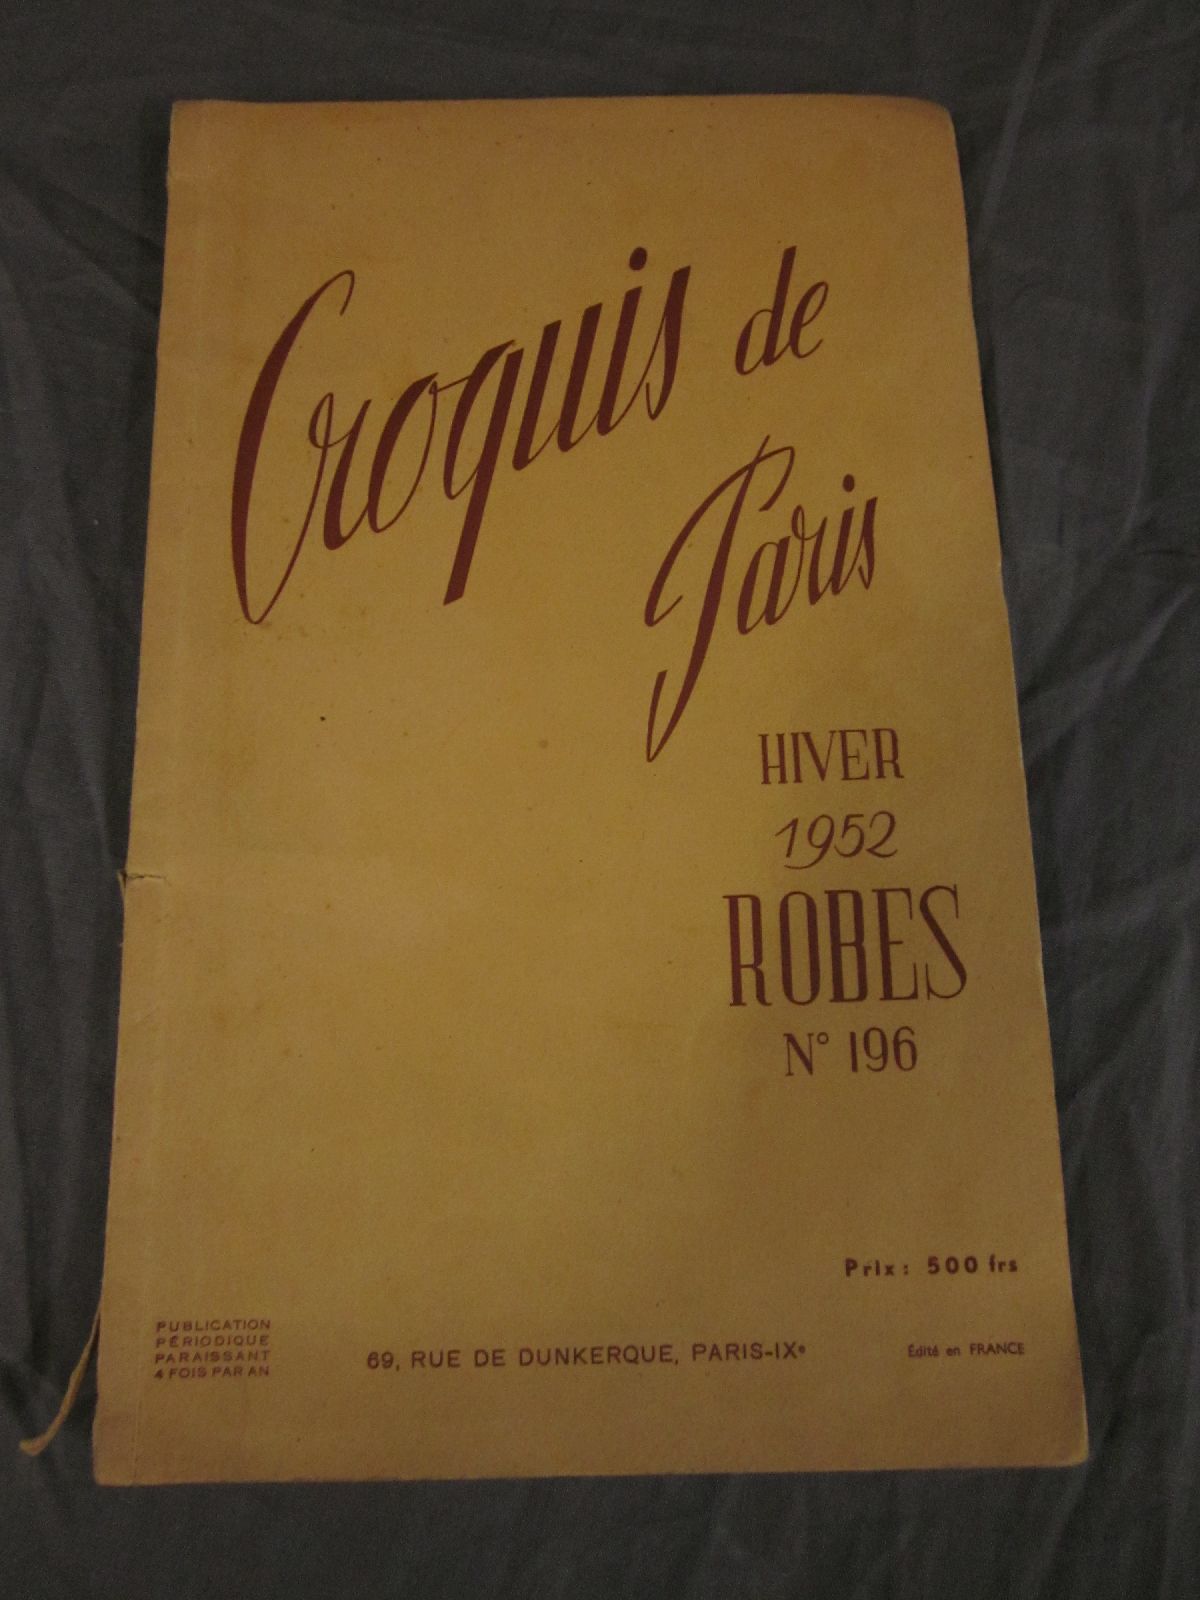 Croquis de
Paris
HIVER
1952
ROBES
N° 196
Prix : 500 frs
PUBLICATION
PÉRIODIQUE
PARAISSANT
4 FOIS PAR AN
69, RUE DE DUNKERQUE, PARIS-IXe
Édité en FRANCE